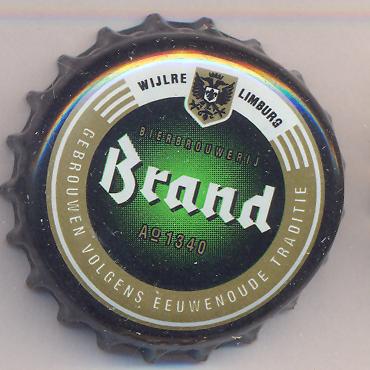 WIJLRE LIMBURG
BIERBROUWERIJ
Brand
Aº 1340
GEBROUWEN VOLGENS EEUWENOUDE TRADITIE